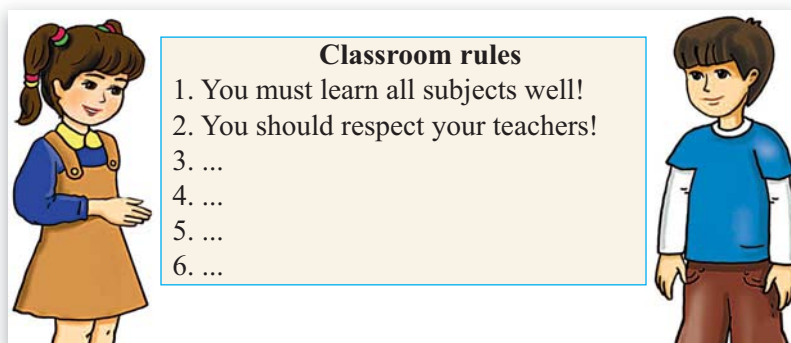 Classroom rules
1. You must learn all subjects well!
2. You should respect your teachers!
3. ...
4. ...
5. ...
6. ...